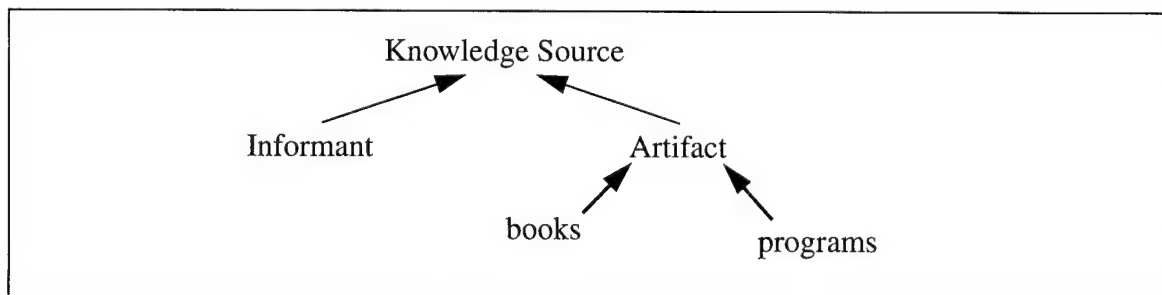 Knowledge Source
Informant
Artifact
books
programs